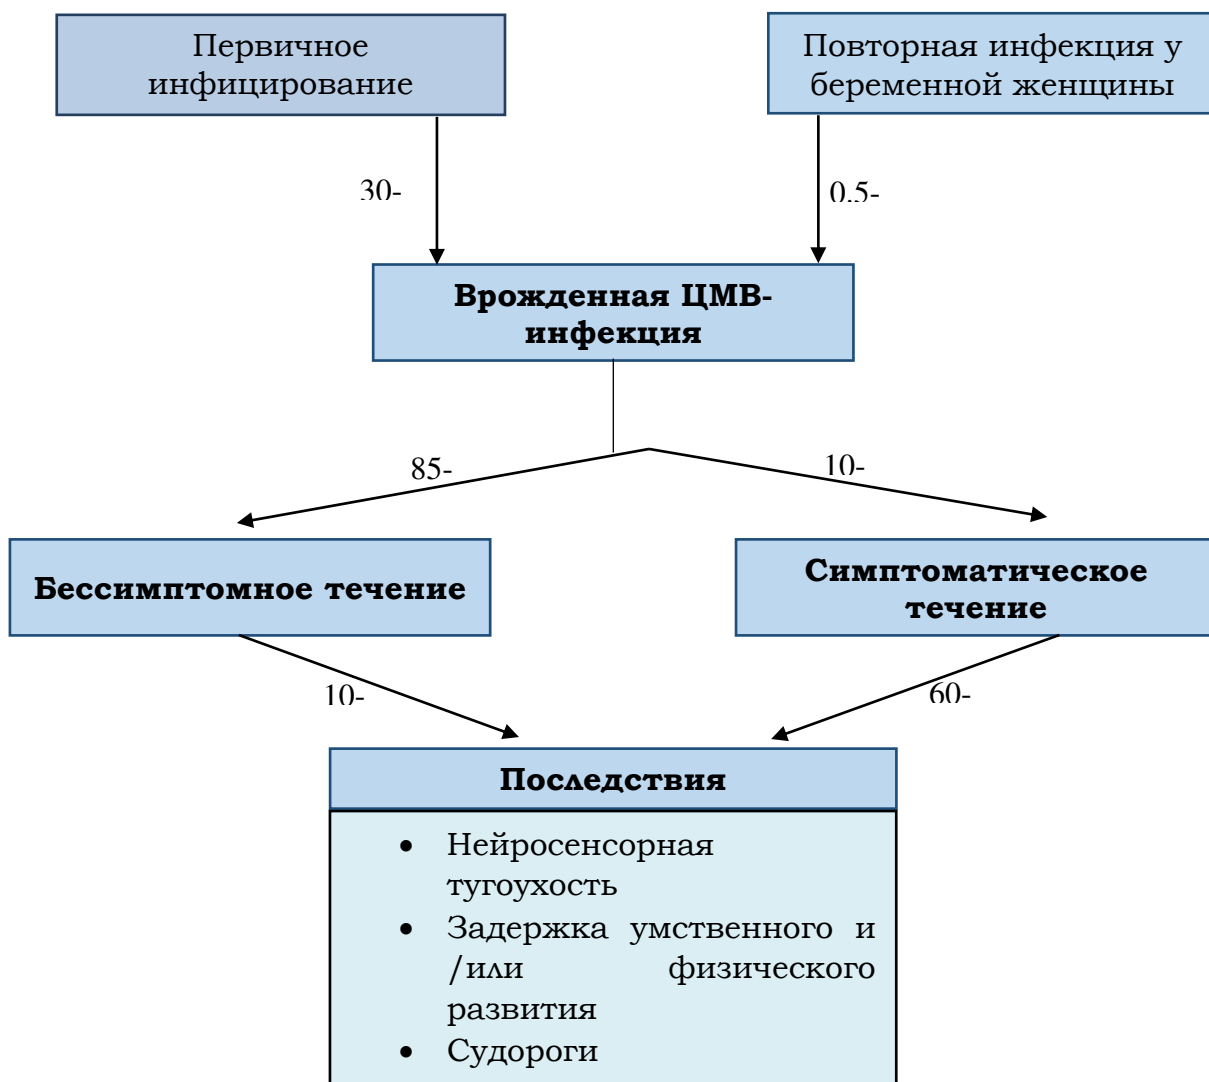 Первичное
инфицирование
Повторная инфекция у
беременной женщины
30-
0,5-
Врожденная ЦМВ-
инфекция
85-
10-
Бессимптомное течение
Симптоматическое
течение
10-
60-
Последствия
• Нейросенсорная
тугоухость
• Задержка умственного и
/или физического
развития
• Судороги